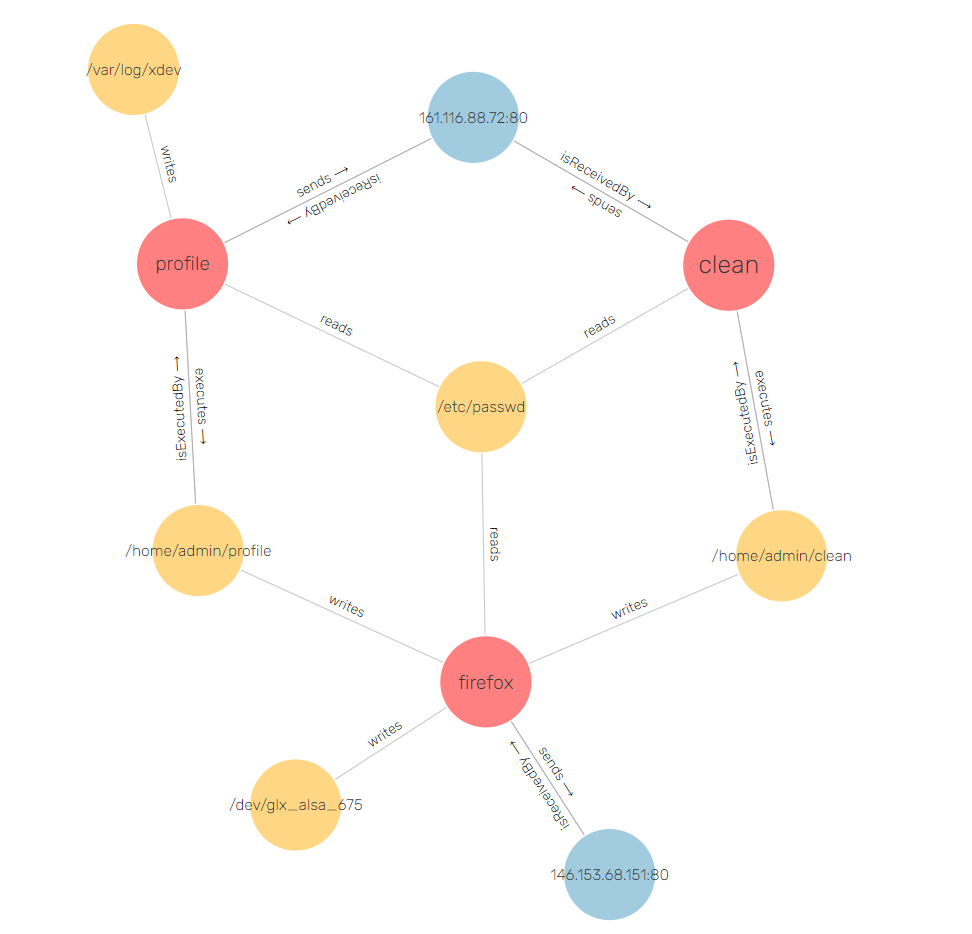 /var/log/xdev
161.116.88.72:80
writes
sends →
isReceivedBy →
isReceivedBy →
sends →
profile
clean
reads
reads
isExecutedBy →
executes →
/etc/passwd
isExecutedBy →
executes →
reads
/home/admin/profile
/home/admin/clean
writes
writes
firefox
writes
sends →
isReceivedBy →
/dev/glx_alsa_675
146.153.68.151:80